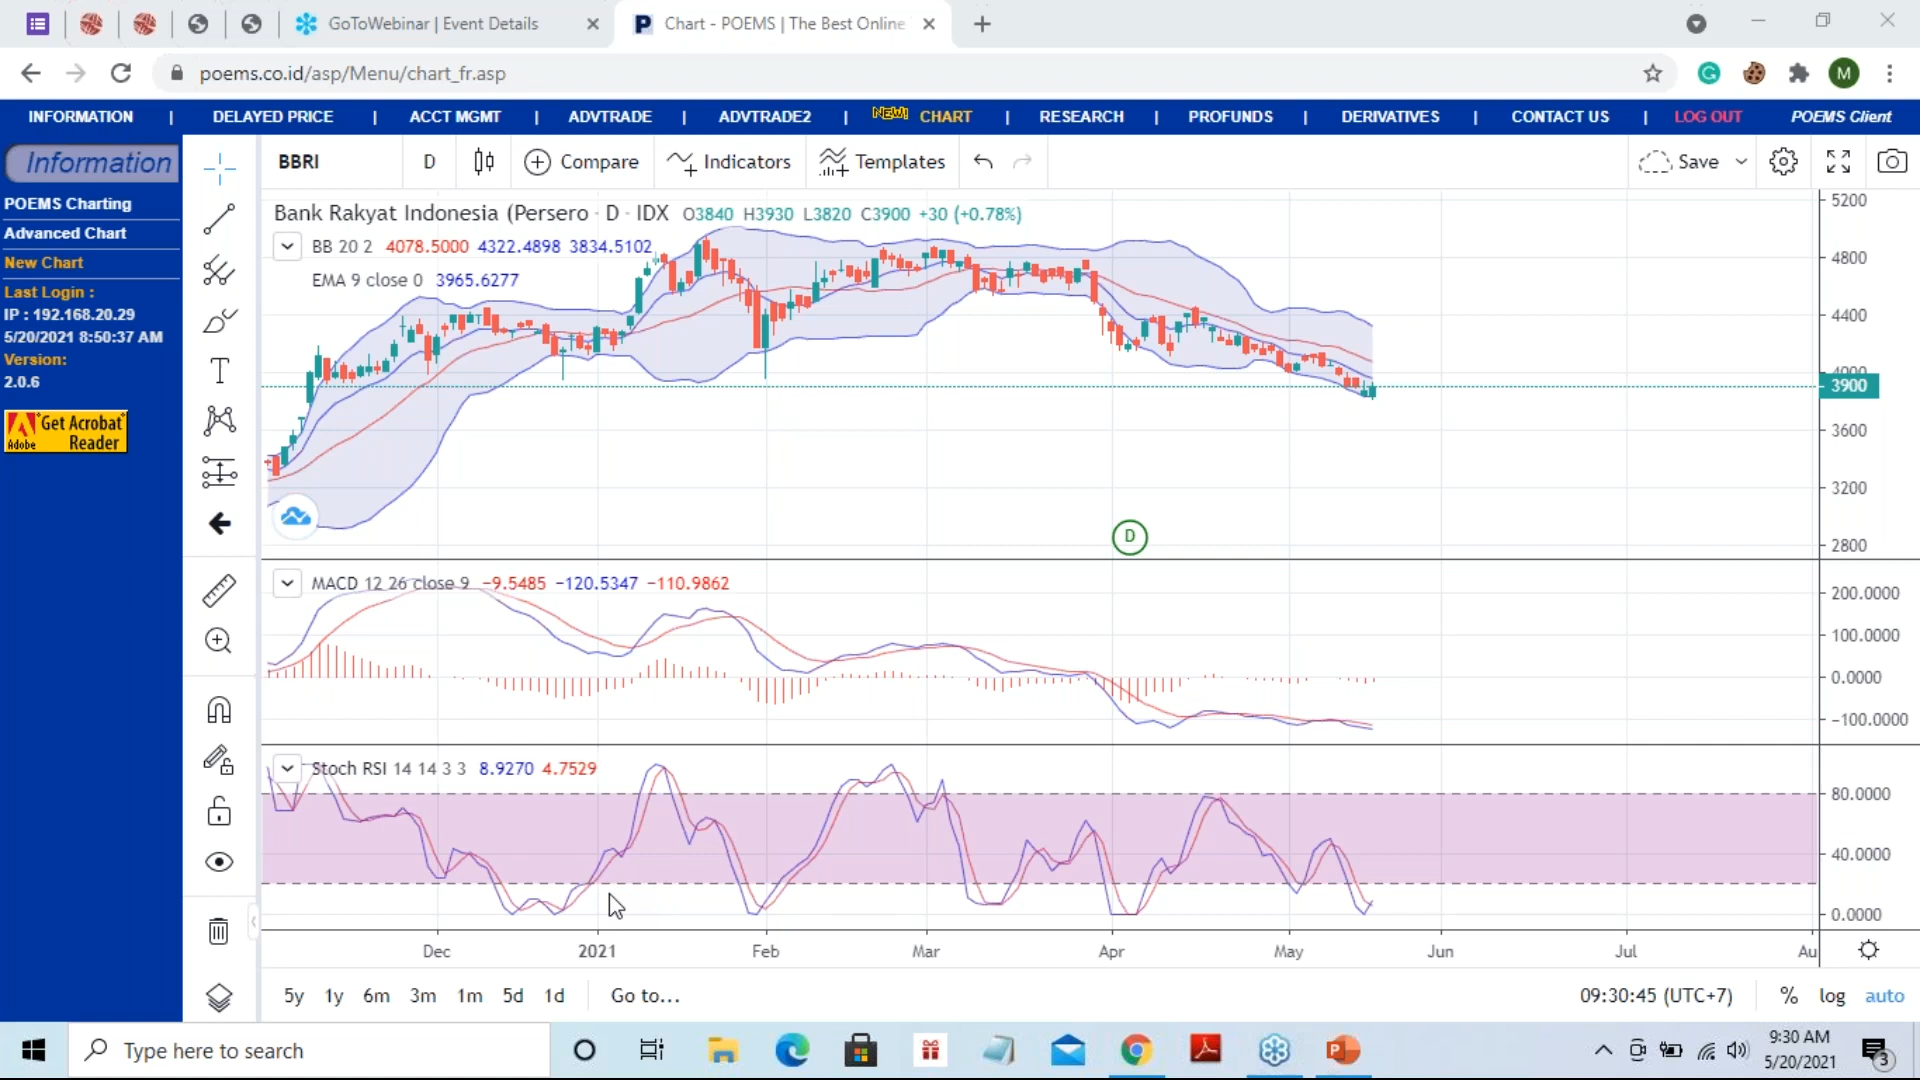 GoToWebinar | Event Details
Chart - POEMS | The Best Online
poems.co.id/asp/Menu/chart_fr.asp
M
INFORMATION | DELAYED PRICE | ACCT MGMT | ADVTRADE | ADVTRADE2 | NEW! CHART | RESEARCH | PROFUNDS | DERIVATIVES | CONTACT US | LOG OUT POEMS Client
Information
POEMS Charting
Advanced Chart
New Chart
Last Login :
IP : 192.168.20.29
5/20/2021 8:50:37 AM
Version:
2.0.6
Get Acrobat
Adobe Reader
BBRI D Compare Indicators Templates Save
Bank Rakyat Indonesia (Persero · D · IDX O3840 H3930 L3820 C3900 +30 (+0.78%)
BB 20 2 4078.5000 4322.4898 3834.5102
EMA 9 close 0 3965.6277
5200
4800
4400
4000
3900
3600
3200
2800
D
MACD 12 26 close 9 −9.5485 −120.5347 −110.9862
200.0000
100.0000
0.0000
−100.0000
Stoch RSI 14 14 3 3 8.9270 4.7529
80.0000
40.0000
0.0000
Dec 2021 Feb Mar Apr May Jun Jul Au
5y 1y 6m 3m 1m 5d 1d Go to... 09:30:45 (UTC+7) % log auto
Type here to search
9:30 AM
5/20/2021
3